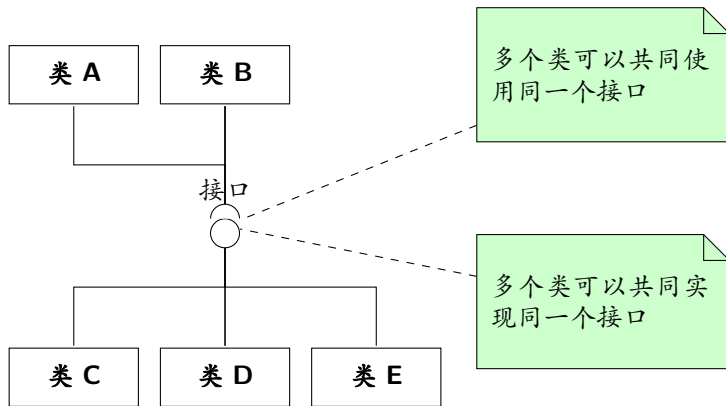 类 A
类 B
多个类可以共同使
用同一个接口
接口
多个类可以共同实
现同一个接口
类 C
类 D
类 E